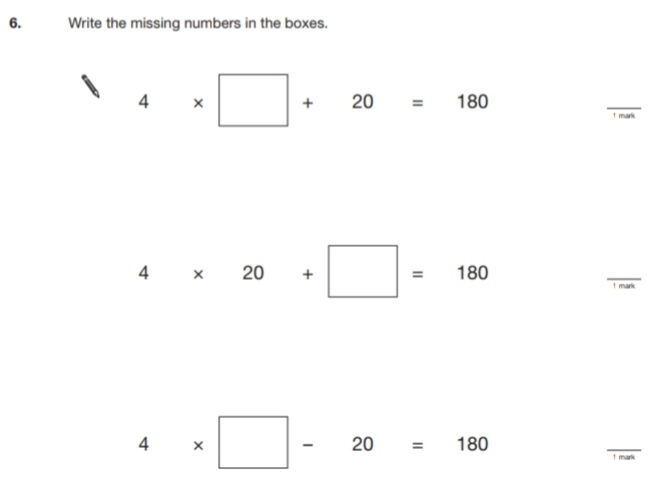 6. Write the missing numbers in the boxes.
4 × + 20 = 180
1 mark
4 × 20 + = 180
1 mark
4 × − 20 = 180
1 mark